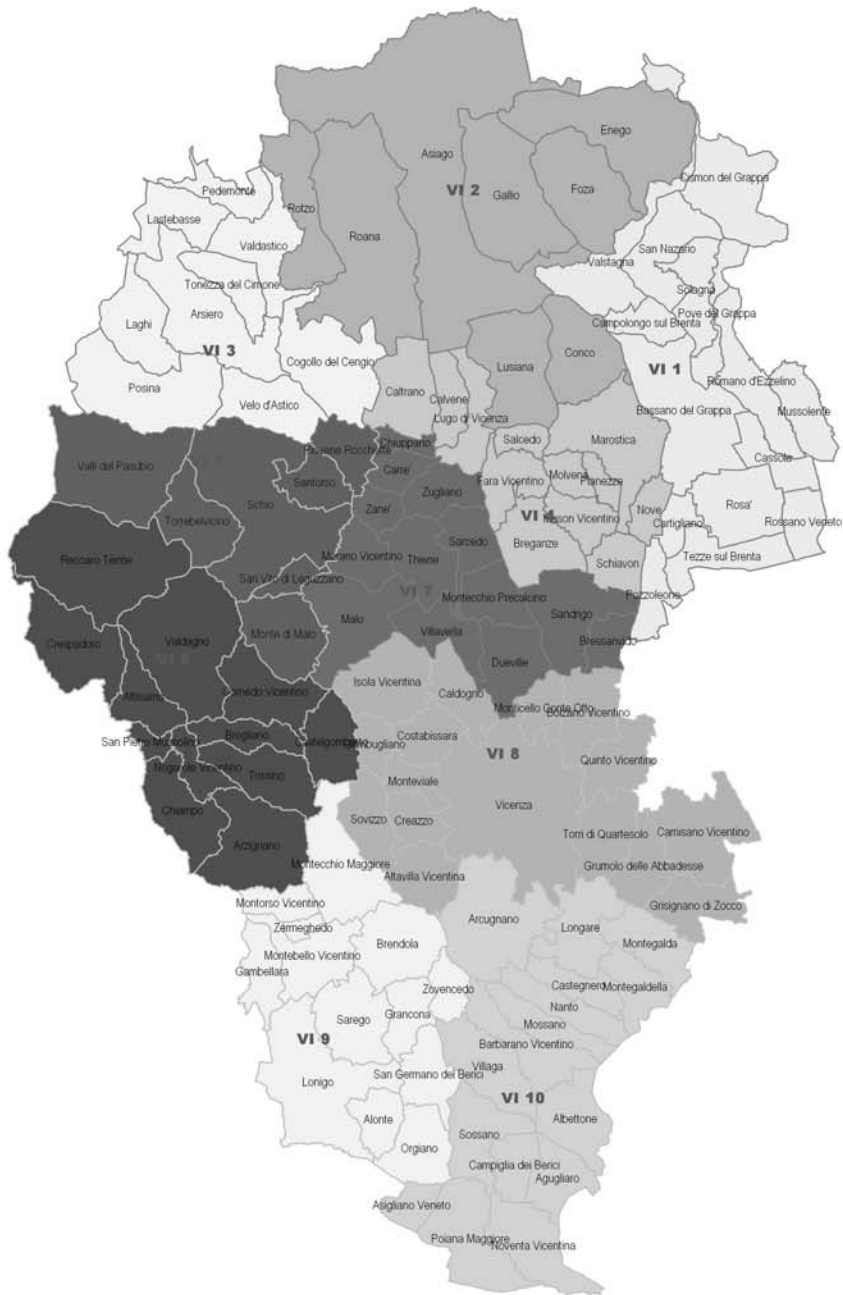 Enego
Asiago
Cismon del Grappa
VI 2
Gallio
Foza
Pedemonte
Rotzo
Lastebasse
Roana
Valdastico
San Nazario
Valstagna
Tonezza del Cimone
Solagna
Arsiero
Pove del Grappa
Laghi
Campolongo sul Brenta
VI 3
Cogollo del Cengio
Lusiana
Conco
VI 1
Posina
Romano d'Ezzelino
Caltrano
Calvene
Mussolente
Velo d'Astico
Bassano del Grappa
Lugo di Vicenza
Salcedo
Marostica
Chiuppano
Piovene Rocchette
Cassola
Valli del Pasubio
Carre'
Fara Vicentino
Molvena
Pianezze
Santorso
Zugliano
Schio
Zane'
Nove
Rosa'
VI 4
Mason Vicentino
Torrebelvicino
Cartigliano
Rossano Veneto
Sarcedo
Breganze
Marano Vicentino
Thiene
Tezze sul Brenta
Recoaro Terme
Schiavon
San Vito di Leguzzano
VI 7
Pozzoleone
Montecchio Precalcino
Malo
Sandrigo
Villaverla
Monte di Malo
Valdagno
Bressanvido
Crespadoro
Dueville
Isola Vicentina
Altissimo
Cornedo Vicentino
Caldogno
Monticello Conte Otto
Bolzano Vicentino
Brogliano
Costabissara
San Pietro Mussolino
Castelgomberto
Gambugliano
VI 8
Quinto Vicentino
Nogarole Vicentino
Trissino
Monteviale
Vicenza
Chiampo
Sovizzo
Creazzo
Torri di Quartesolo
Camisano Vicentino
Arzignano
Montecchio Maggiore
Grumolo delle Abbadesse
Altavilla Vicentina
Montorso Vicentino
Grisignano di Zocco
Arcugnano
Longare
Zermeghedo
Brendola
Montegalda
Montebello Vicentino
Gambellara
Zovencedo
Castegnero
Montegaldella
Nanto
Sarego
Grancona
Mossano
VI 9
Barbarano Vicentino
San Germano dei Berici
Villaga
Lonigo
VI 10
Alonte
Albettone
Sossano
Orgiano
Campiglia dei Berici
Agugliaro
Asigliano Veneto
Poiana Maggiore
Noventa Vicentina